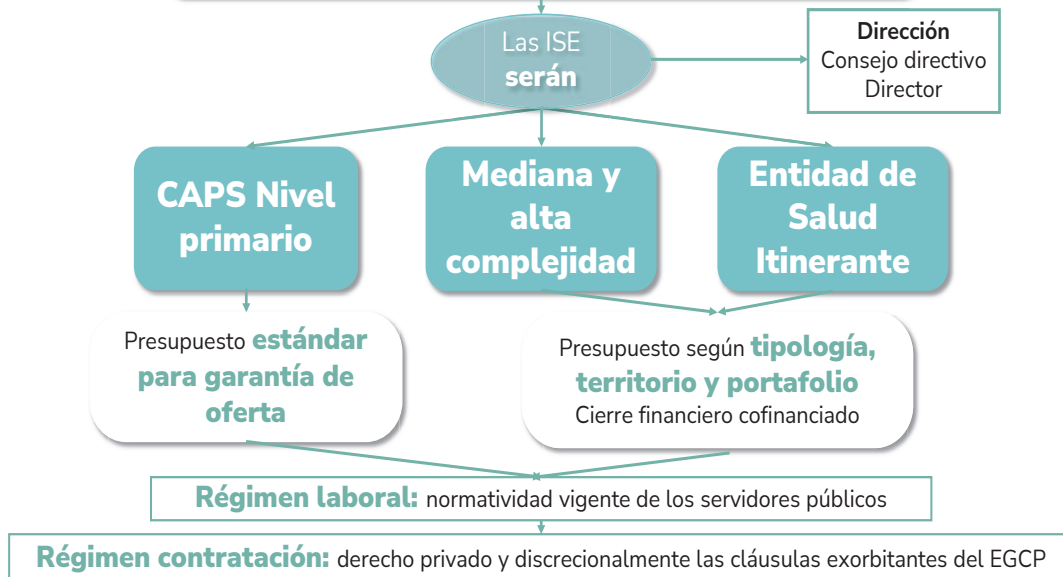 Las ISE
serán
Dirección
Consejo directivo
Director
CAPS Nivel
primario
Mediana y
alta
complejidad
Entidad de
Salud
Itinerante
Presupuesto estándar
para garantía de
oferta
Presupuesto según tipología,
territorio y portafolio
Cierre financiero cofinanciado
Régimen laboral: normatividad vigente de los servidores públicos
Régimen contratación: derecho privado y discrecionalmente las cláusulas exorbitantes del EGCP